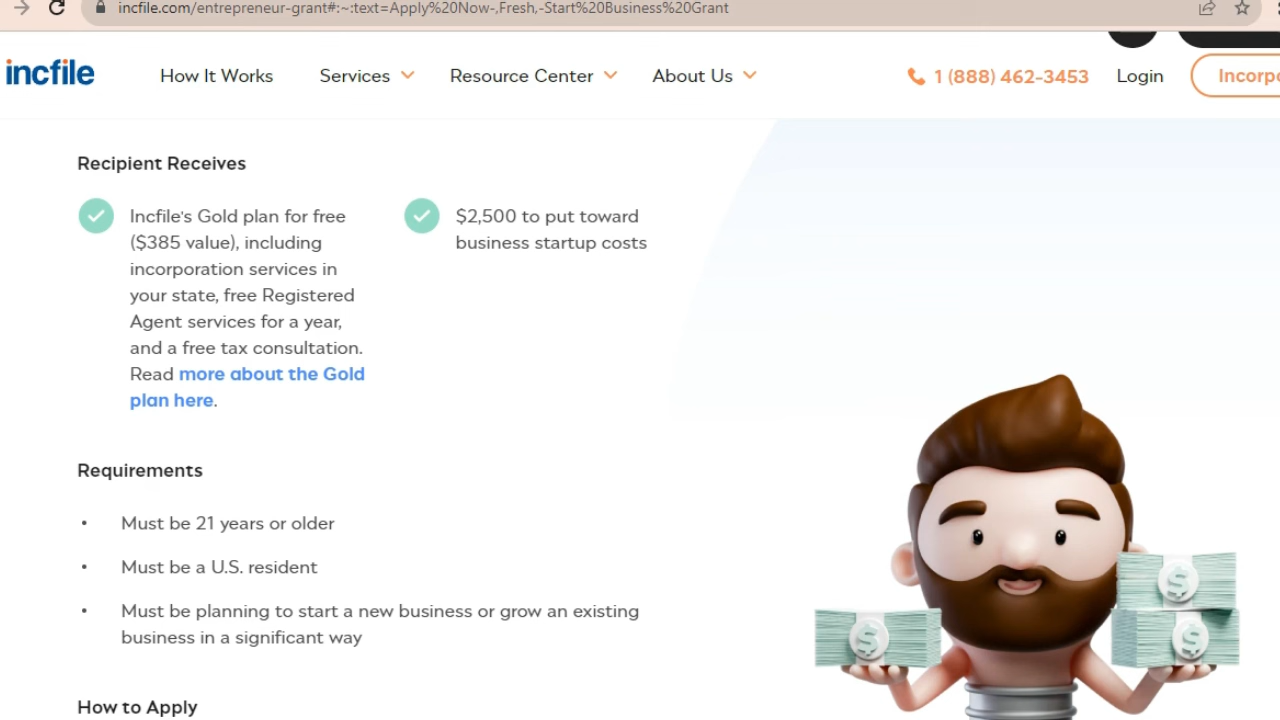 incfile.com/entrepreneur-grant#:~:text=Apply%20Now-,Fresh,-Start%20Business%20Grant
incfile How It Works Services Resource Center About Us 1 (888) 462-3453 Login Incorpo
Recipient Receives
Incfile's Gold plan for free
($385 value), including
incorporation services in
your state, free Registered
Agent services for a year,
and a free tax consultation.
Read more about the Gold
plan here.
$2,500 to put toward
business startup costs
Requirements
• Must be 21 years or older
• Must be a U.S. resident
• Must be planning to start a new business or grow an existing
business in a significant way
How to Apply
$
$
$